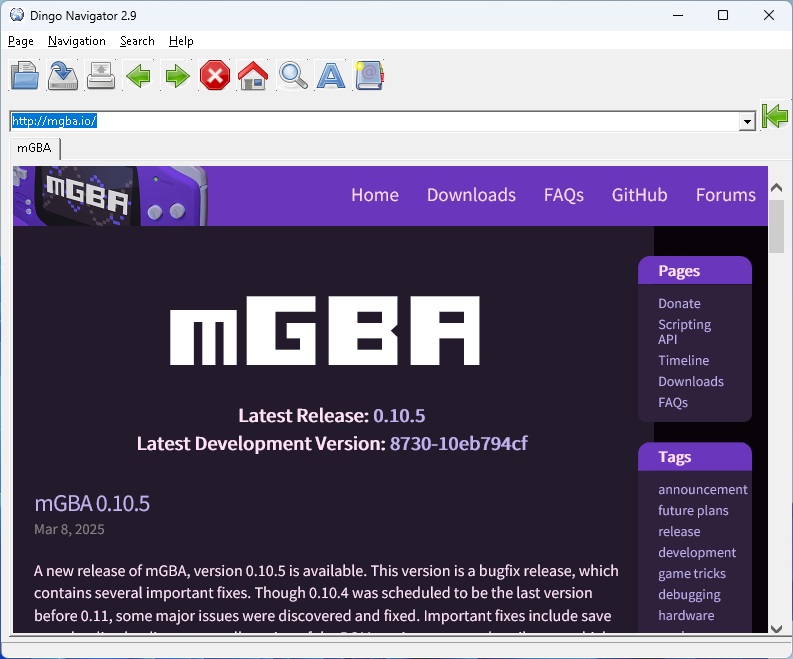 Dingo Navigator 2.9
Page Navigation Search Help
http://mgba.io/
mGBA
mGBA
Home Downloads FAQs GitHub Forums
mGBA
Latest Release: 0.10.5
Latest Development Version: 8730-10eb794cf
mGBA 0.10.5
Mar 8, 2025
A new release of mGBA, version 0.10.5 is available. This version is a bugfix release, which
contains several important fixes. Though 0.10.4 was scheduled to be the last version
before 0.11, some major issues were discovered and fixed. Important fixes include save
Pages
Donate
Scripting
API
Timeline
Downloads
FAQs
Tags
announcement
future plans
release
development
game tricks
debugging
hardware